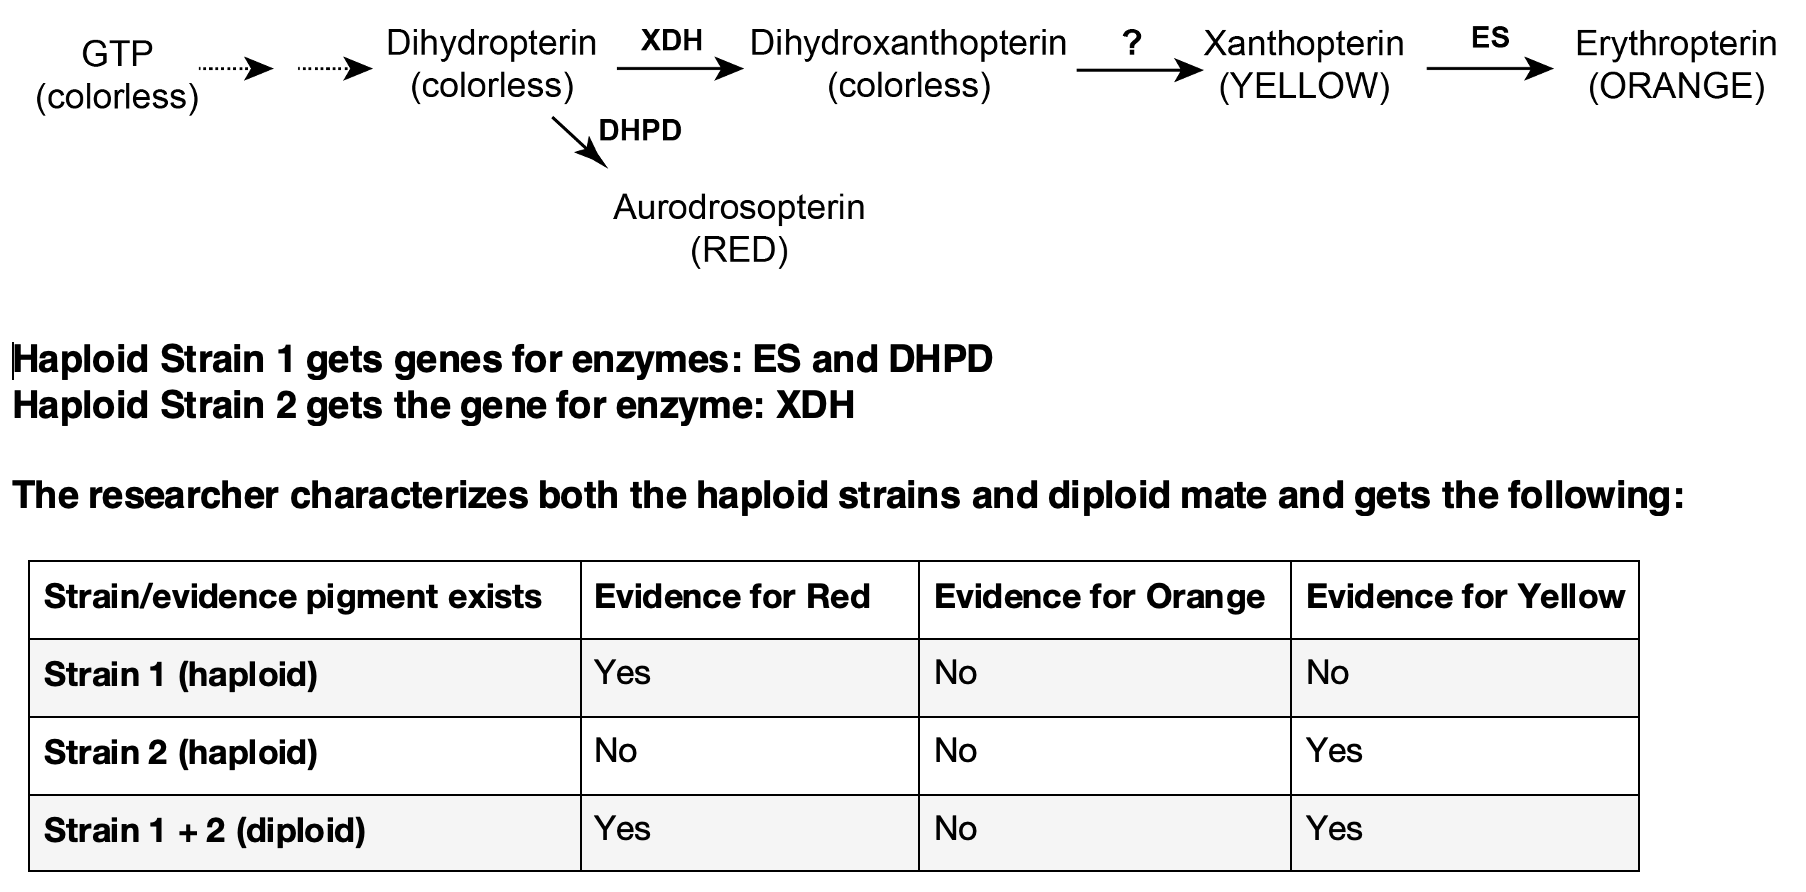 GTP
(colorless)
Dihydropterin
(colorless)
XDH
Dihydroxanthopterin
(colorless)
?
Xanthopterin
(YELLOW)
ES
Erythropterin
(ORANGE)
DHPD
Aurodrosopterin
(RED)
Haploid Strain 1 gets genes for enzymes: ES and DHPD
Haploid Strain 2 gets the gene for enzyme: XDH
The researcher characterizes both the haploid strains and diploid mate and gets the following:
Strain/evidence pigment exists Evidence for Red Evidence for Orange Evidence for Yellow
Strain 1 (haploid) Yes No No
Strain 2 (haploid) No No Yes
Strain 1 + 2 (diploid) Yes No Yes